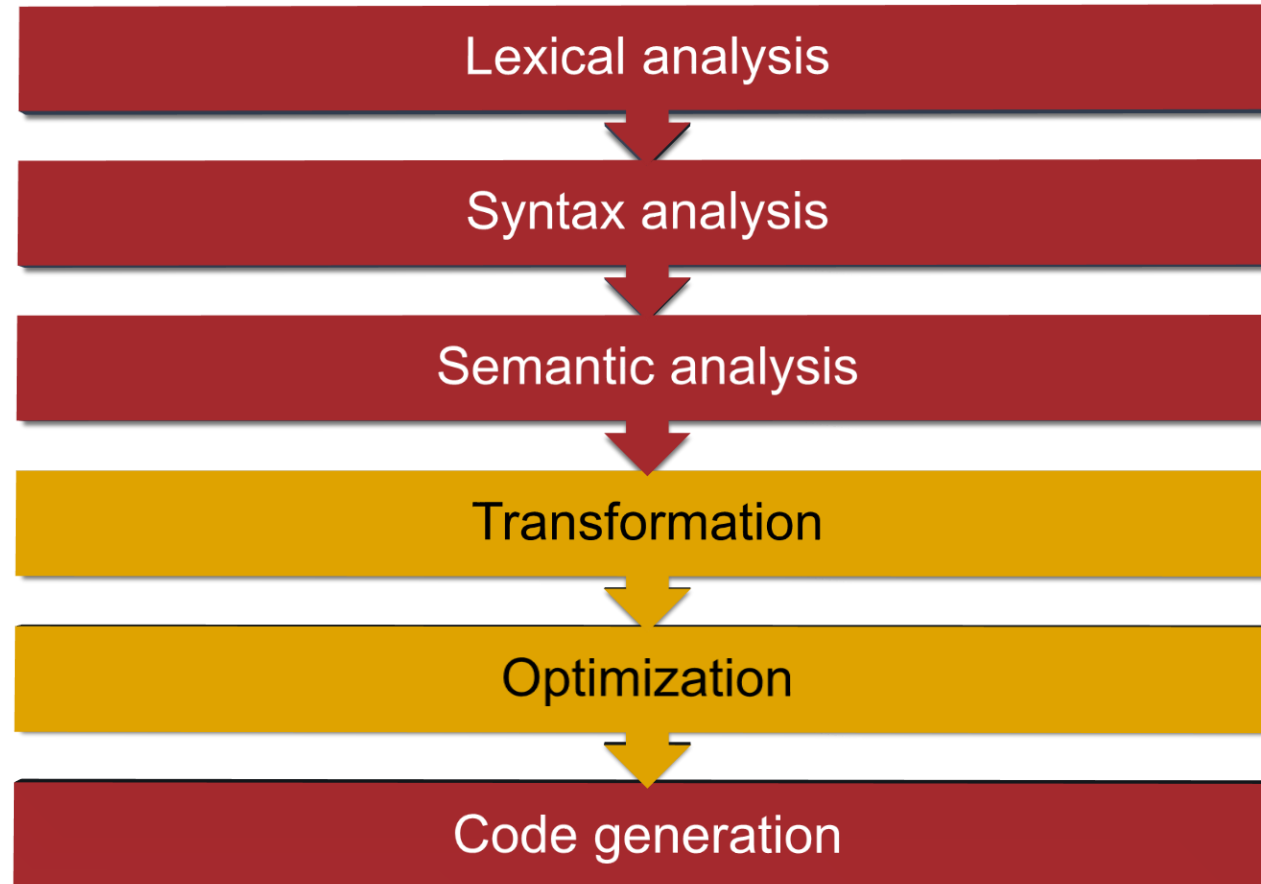 Lexical analysis
Syntax analysis
Semantic analysis
Transformation
Optimization
Code generation